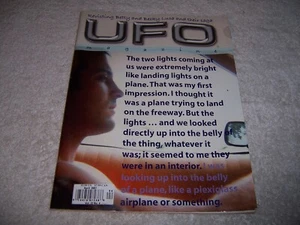 UFO
magazine
The two lights coming at
us were extremely bright
like landing lights on a
plane. That was my first
impression. I thought it
was a plane trying to land
on the freeway. But the
lights ... and we looked
directly up into the belly of
the thing, whatever it
was; it seemed to me they
were in an interior.
looking up into the belly
of a plane, like a plexiglass
airplane or something.